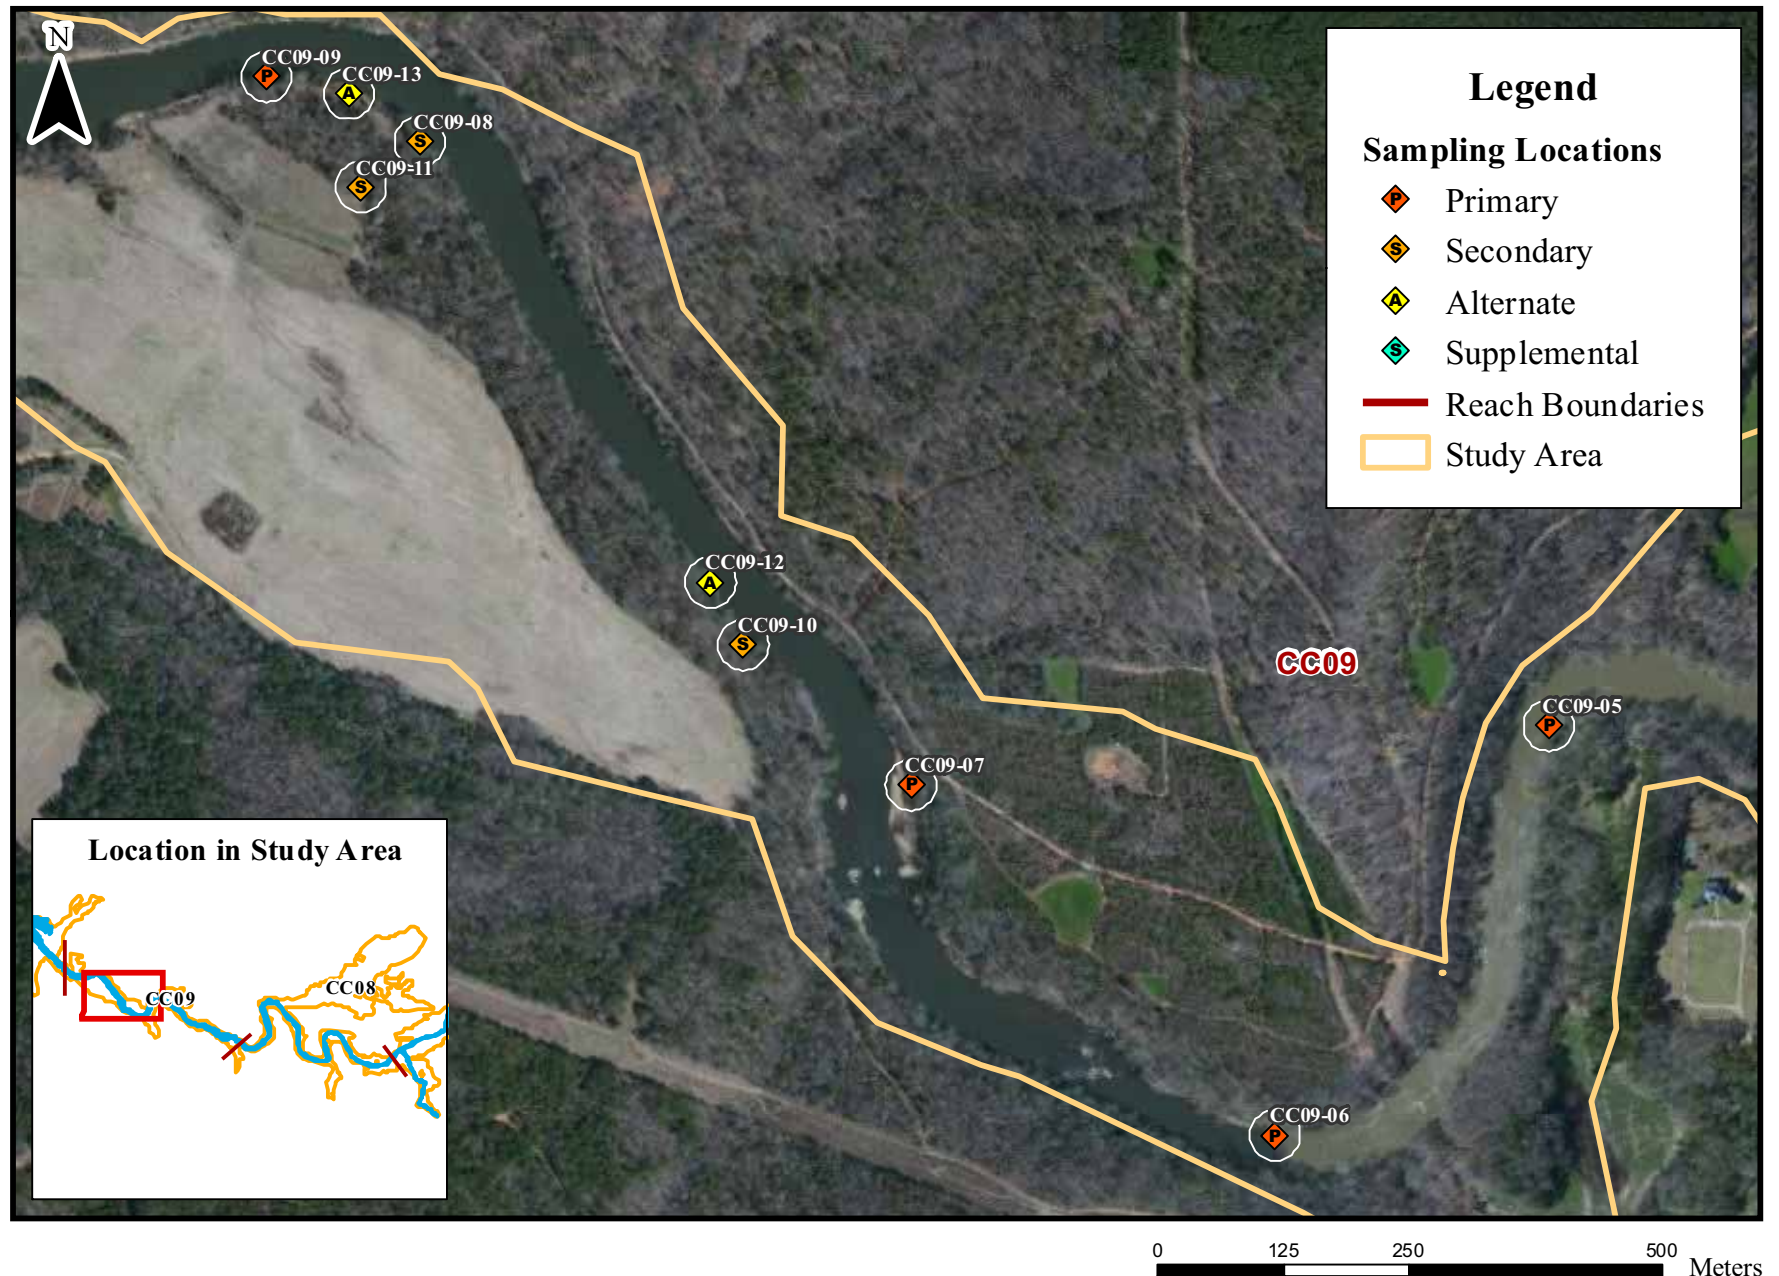 N
CC09-09
P
CC09-13
A
CC09-08
S
CC09-11
S
CC09-12
A
CC09-10
S
CC09-07
P
CC09
CC09-05
P
CC09-06
P
Legend
Sampling Locations
P Primary
S Secondary
A Alternate
S Supplemental
Reach Boundaries
Study Area
Location in Study Area
CC09
CC08
0 125 250 500
Meters